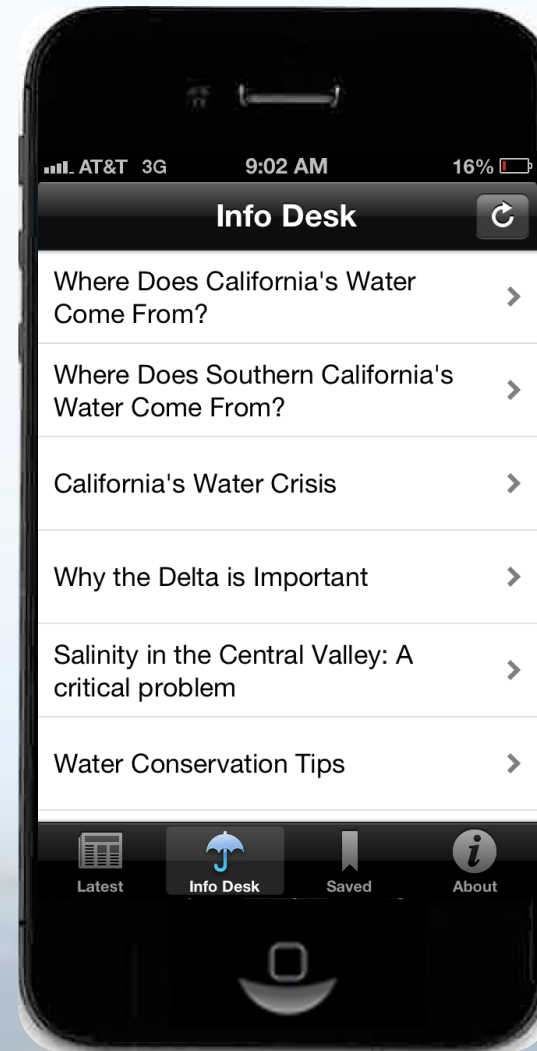 AT&T 3G 9:02 AM 16%
Info Desk
Where Does California's Water
Come From?
Where Does Southern California's
Water Come From?
California's Water Crisis
Why the Delta is Important
Salinity in the Central Valley: A
critical problem
Water Conservation Tips
Latest Info Desk Saved About